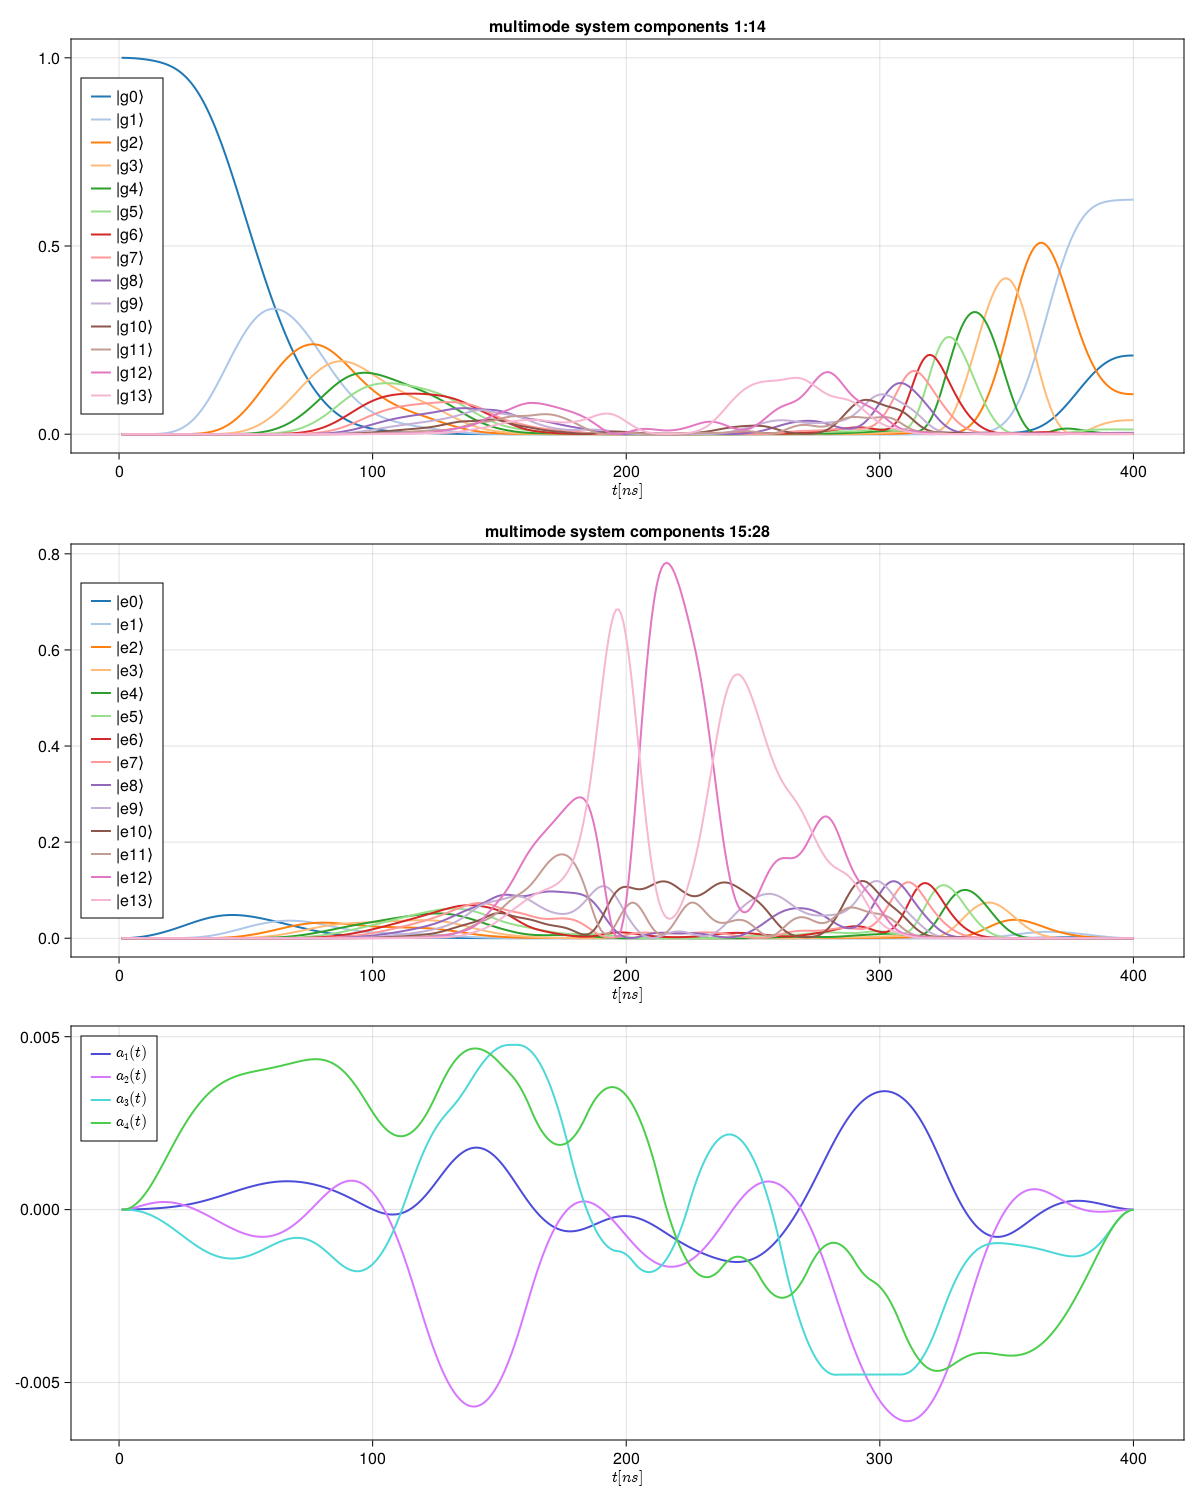 multimode system components 1:14
1.0
0.5
0.0
|g0⟩
|g1⟩
|g2⟩
|g3⟩
|g4⟩
|g5⟩
|g6⟩
|g7⟩
|g8⟩
|g9⟩
|g10⟩
|g11⟩
|g12⟩
|g13⟩
0 100 200 300 400
t[ns]
multimode system components 15:28
0.8
0.6
0.4
0.2
0.0
|e0⟩
|e1⟩
|e2⟩
|e3⟩
|e4⟩
|e5⟩
|e6⟩
|e7⟩
|e8⟩
|e9⟩
|e10⟩
|e11⟩
|e12⟩
|e13⟩
0 100 200 300 400
t[ns]
0.005
0.000
-0.005
a₁(t)
a₂(t)
a₃(t)
a₄(t)
0 100 200 300 400
t[ns]